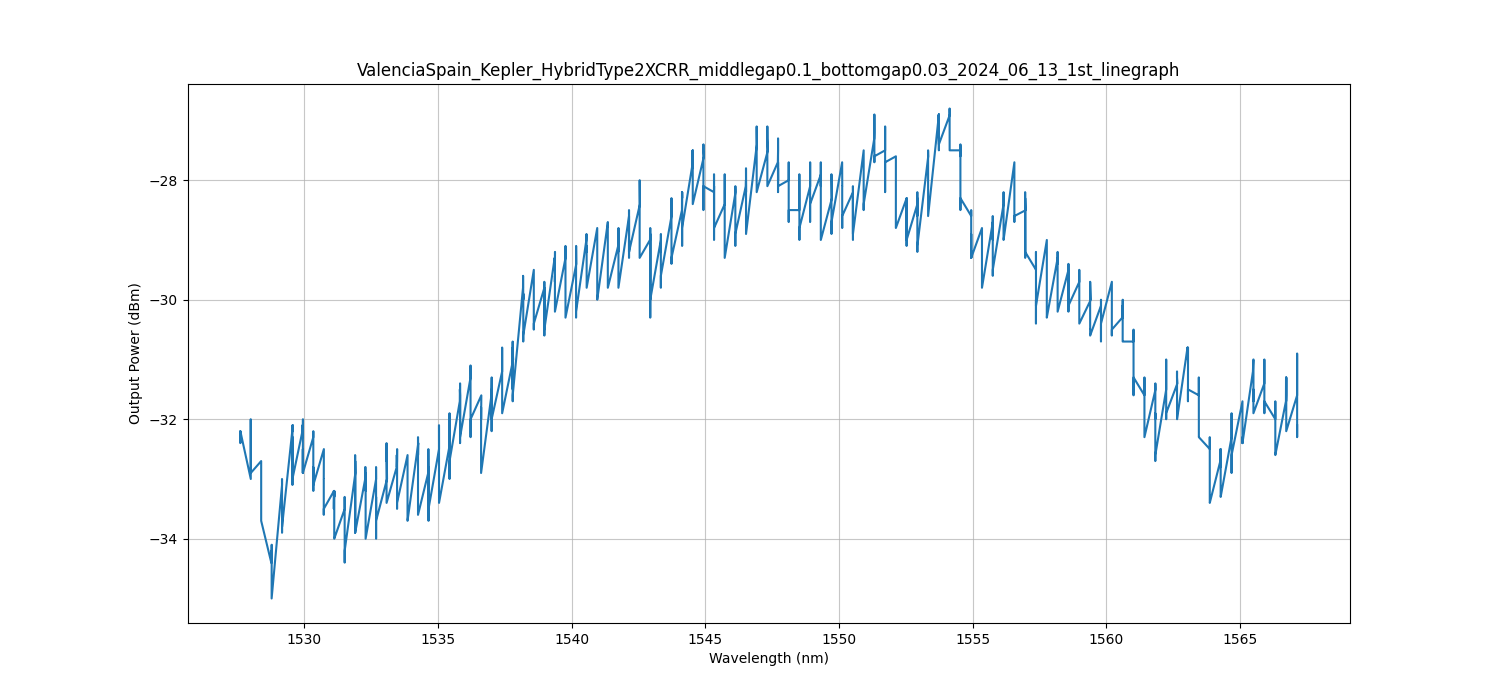 ValenciaSpain_Kepler_HybridType2XCRR_middlegap0.1_bottomgap0.03_2024_06_13_1st_linegraph
Output Power (dBm)
−28
−30
−32
−34
1530 1535 1540 1545 1550 1555 1560 1565
Wavelength (nm)